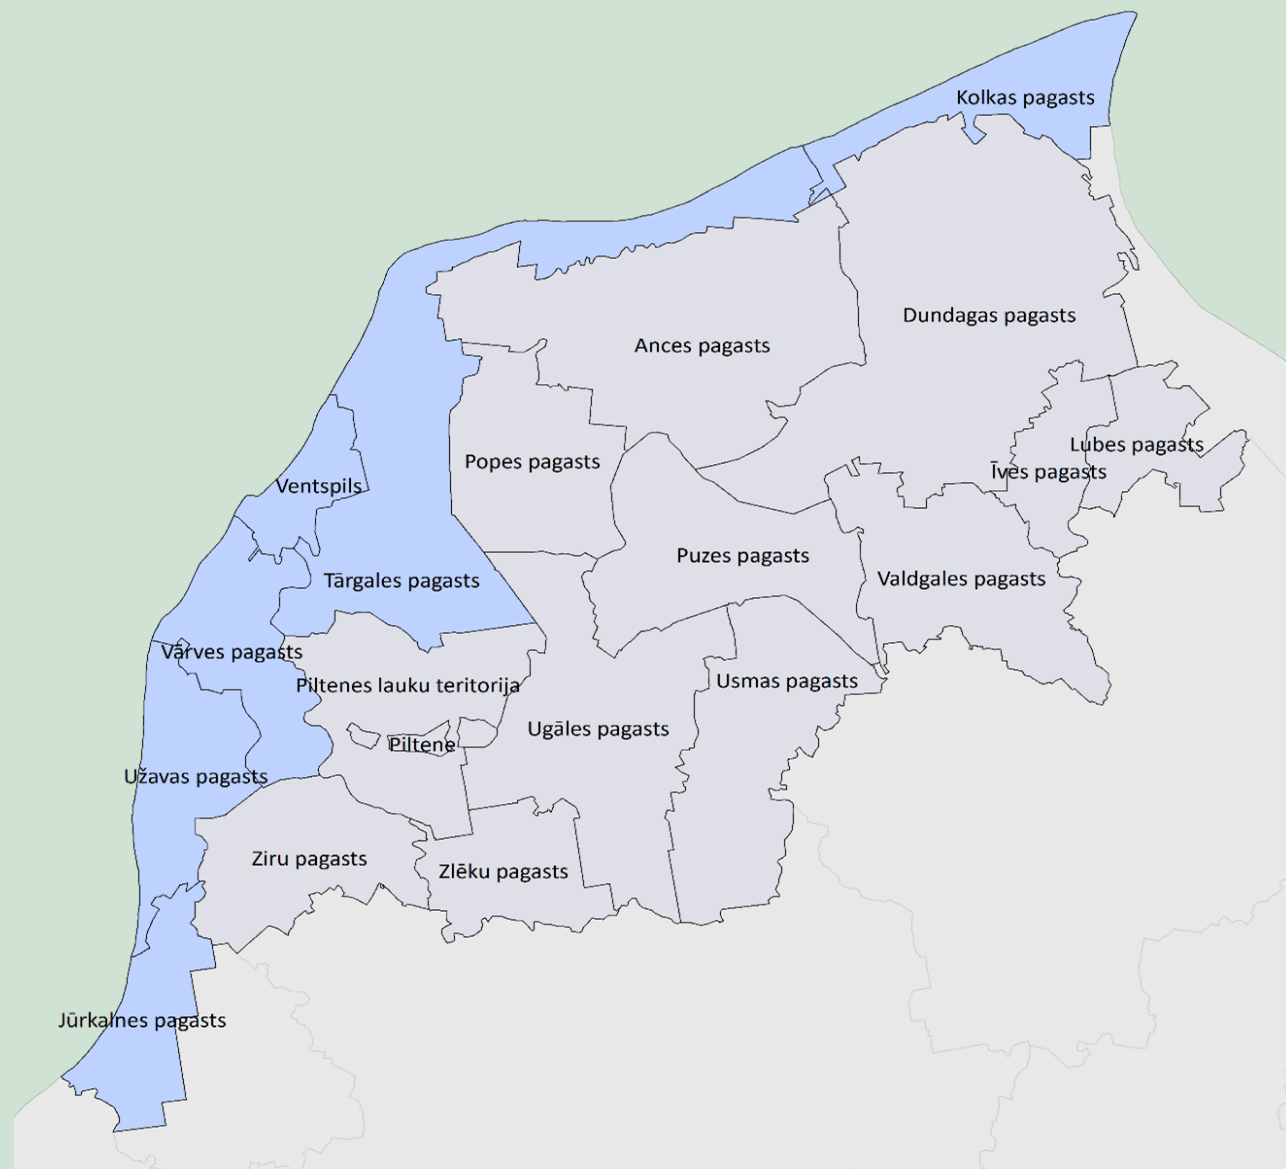 Kolkas pagasts
Dundagas pagasts
Ances pagasts
Lubes pagasts
Popes pagasts
Īves pagasts
Ventspils
Puzes pagasts
Valdgales pagasts
Tārgales pagasts
Vārves pagasts
Usmas pagasts
Piltenes lauku teritorija
Ugāles pagasts
Piltene
Užavas pagasts
Ziru pagasts
Zlēku pagasts
Jūrkalnes pagasts